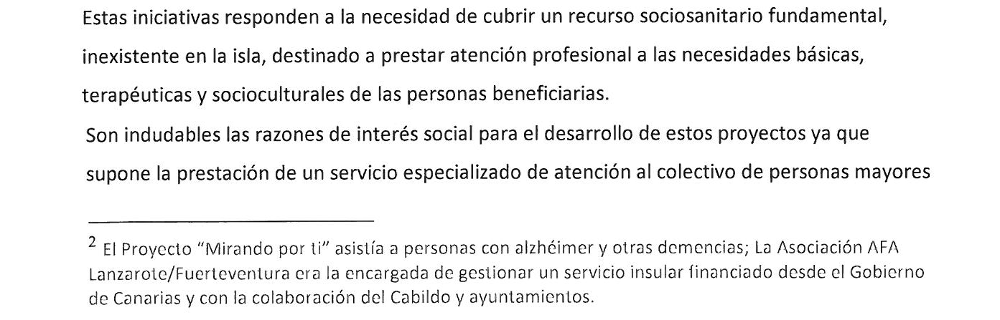 Estas iniciativas responden a la necesidad de cubrir un recurso sociosanitario fundamental,
inexistente en la isla, destinado a prestar atención profesional a las necesidades básicas,
terapéuticas y socioculturales de las personas beneficiarias.
Son indudables las razones de interés social para el desarrollo de estos proyectos ya que
supone la prestación de un servicio especializado de atención al colectivo de personas mayores
2 El Proyecto “Mirando por ti” asistía a personas con alzhéimer y otras demencias; La Asociación AFA
Lanzarote/Fuerteventura era la encargada de gestionar un servicio insular financiado desde el Gobierno
de Canarias y con la colaboración del Cabildo y ayuntamientos.